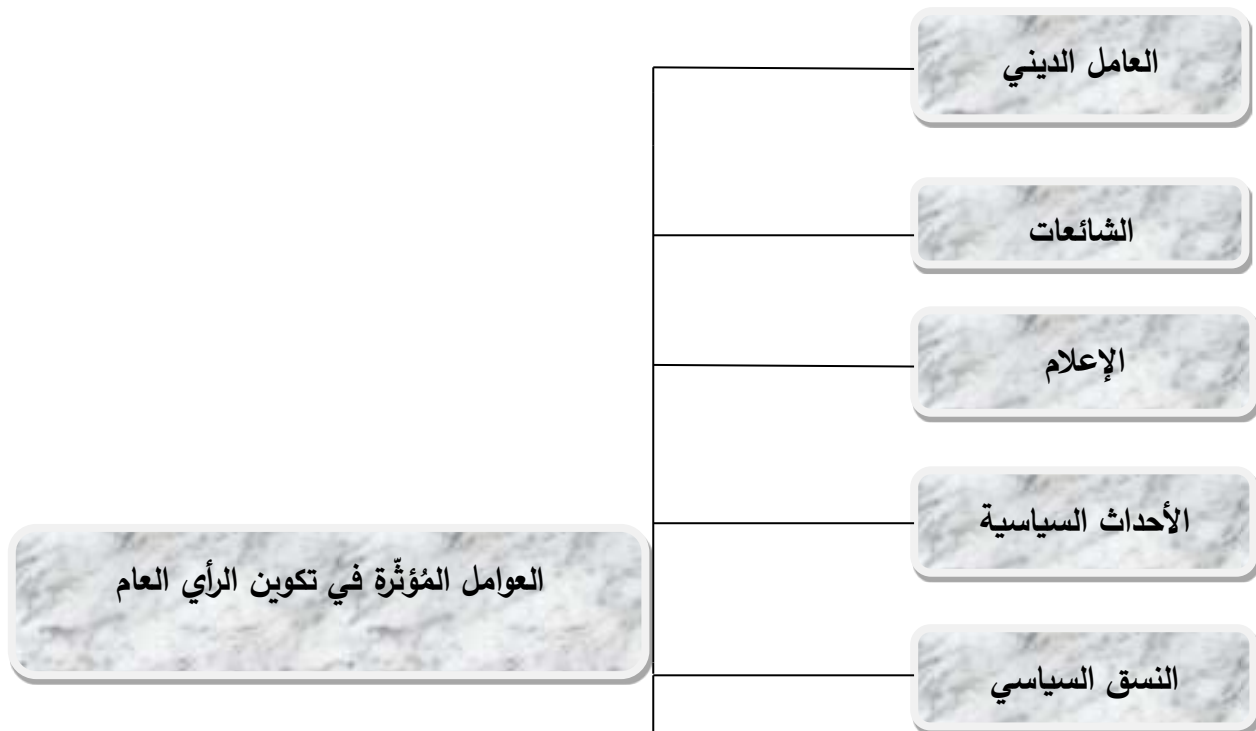 العامل الديني
الشائعات
الإعلام
الأحداث السياسية
العوامل المُؤثّرة في تكوين الرأي العام
النسق السياسي